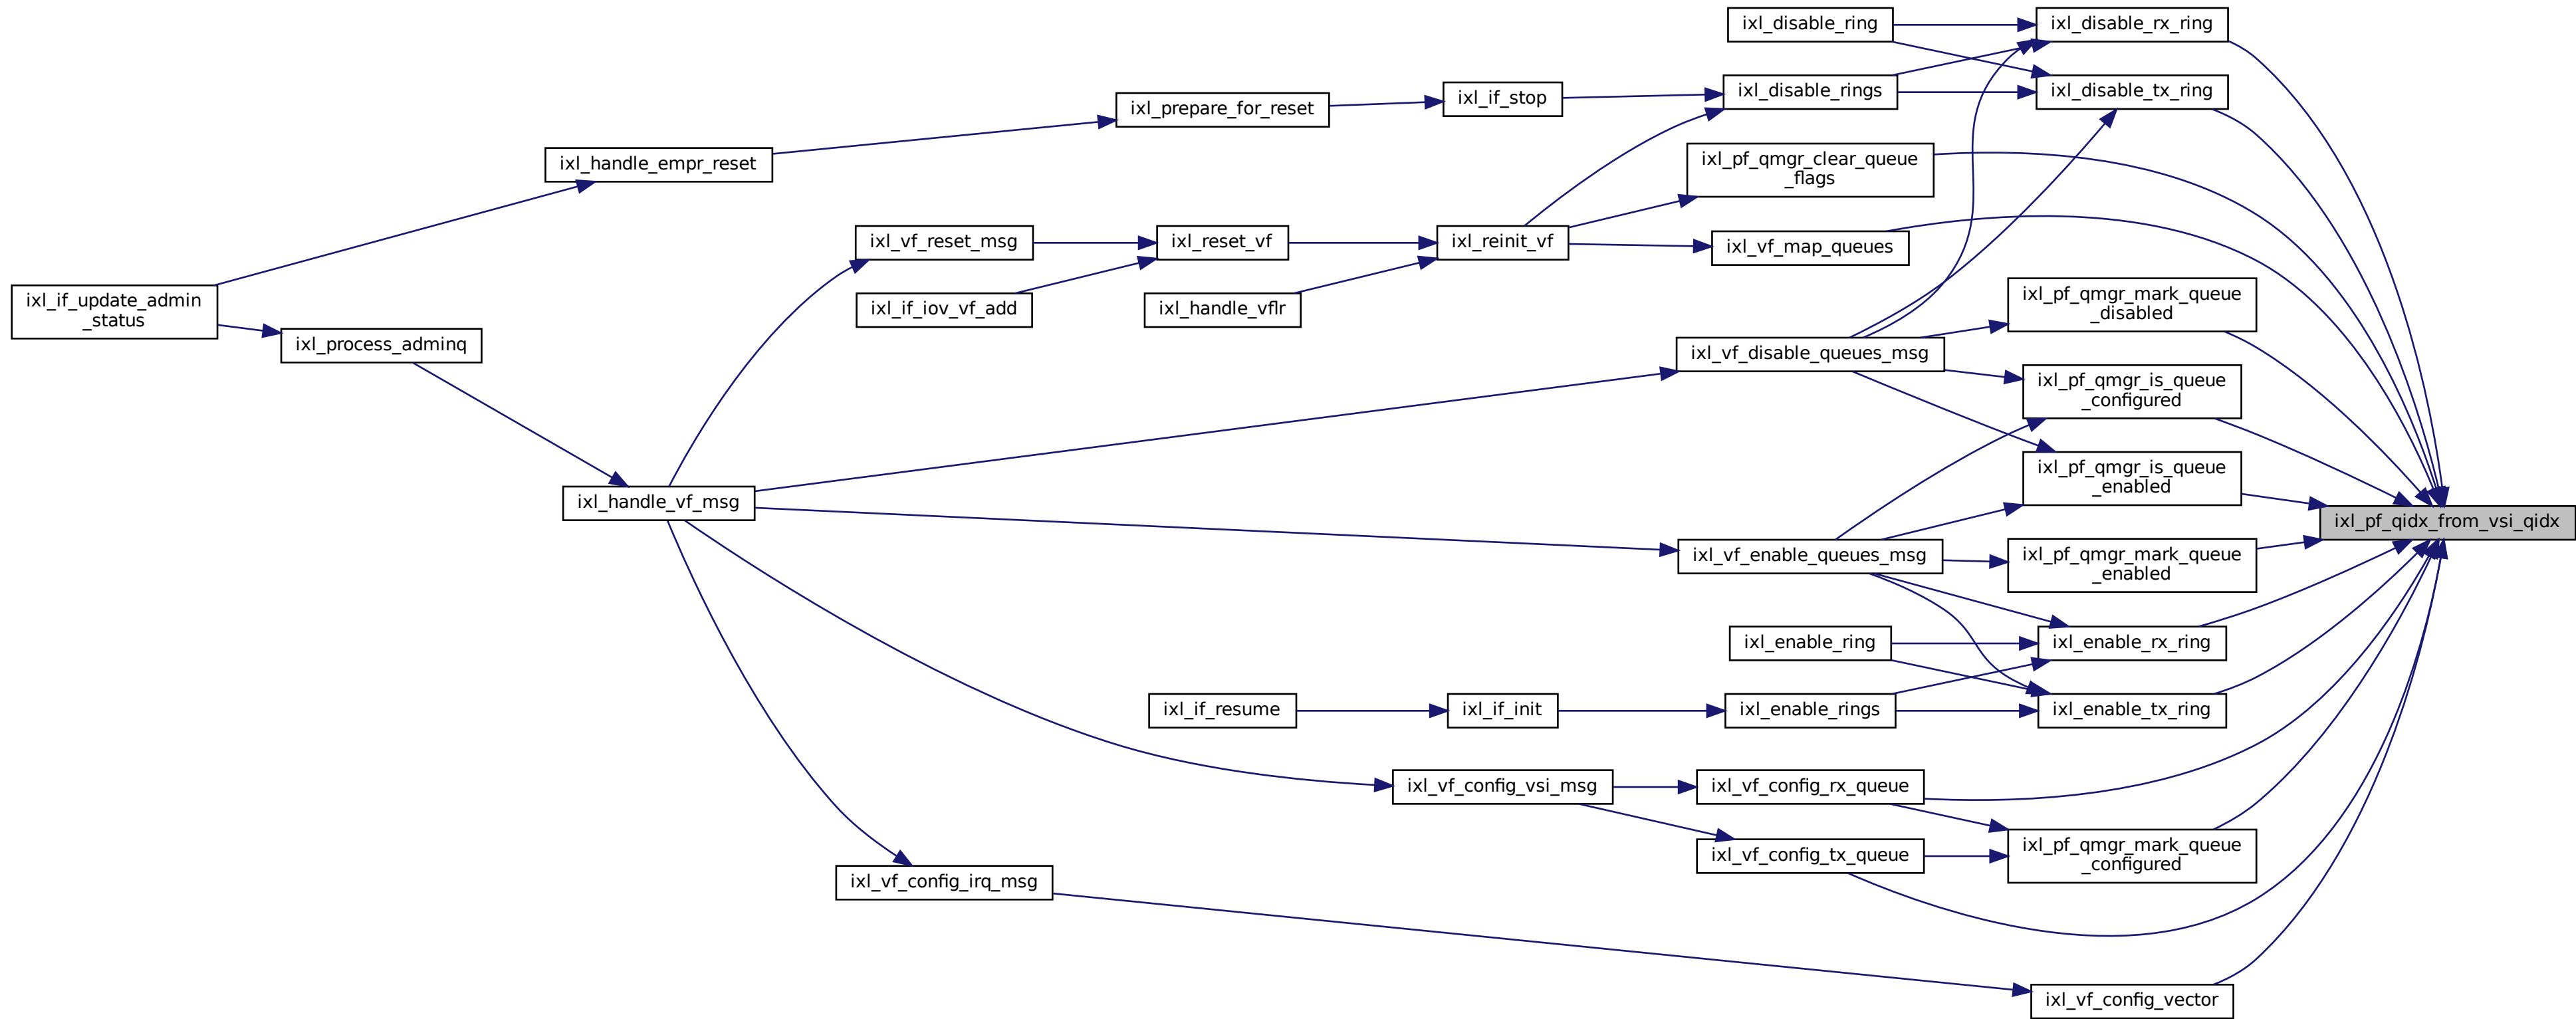 ixl_disable_ring
ixl_disable_rx_ring
ixl_if_stop
ixl_disable_rings
ixl_disable_tx_ring
ixl_prepare_for_reset
ixl_handle_empr_reset
ixl_pf_qmgr_clear_queue
_flags
ixl_vf_reset_msg
ixl_reset_vf
ixl_reinit_vf
ixl_vf_map_queues
ixl_if_update_admin
_status
ixl_if_iov_vf_add
ixl_handle_vflr
ixl_pf_qmgr_mark_queue
_disabled
ixl_process_adminq
ixl_vf_disable_queues_msg
ixl_pf_qmgr_is_queue
_configured
ixl_pf_qmgr_is_queue
_enabled
ixl_handle_vf_msg
ixl_pf_qidx_from_vsi_qidx
ixl_vf_enable_queues_msg
ixl_pf_qmgr_mark_queue
_enabled
ixl_enable_ring
ixl_enable_rx_ring
ixl_if_resume
ixl_if_init
ixl_enable_rings
ixl_enable_tx_ring
ixl_vf_config_vsi_msg
ixl_vf_config_rx_queue
ixl_vf_config_tx_queue
ixl_pf_qmgr_mark_queue
_configured
ixl_vf_config_irq_msg
ixl_vf_config_vector